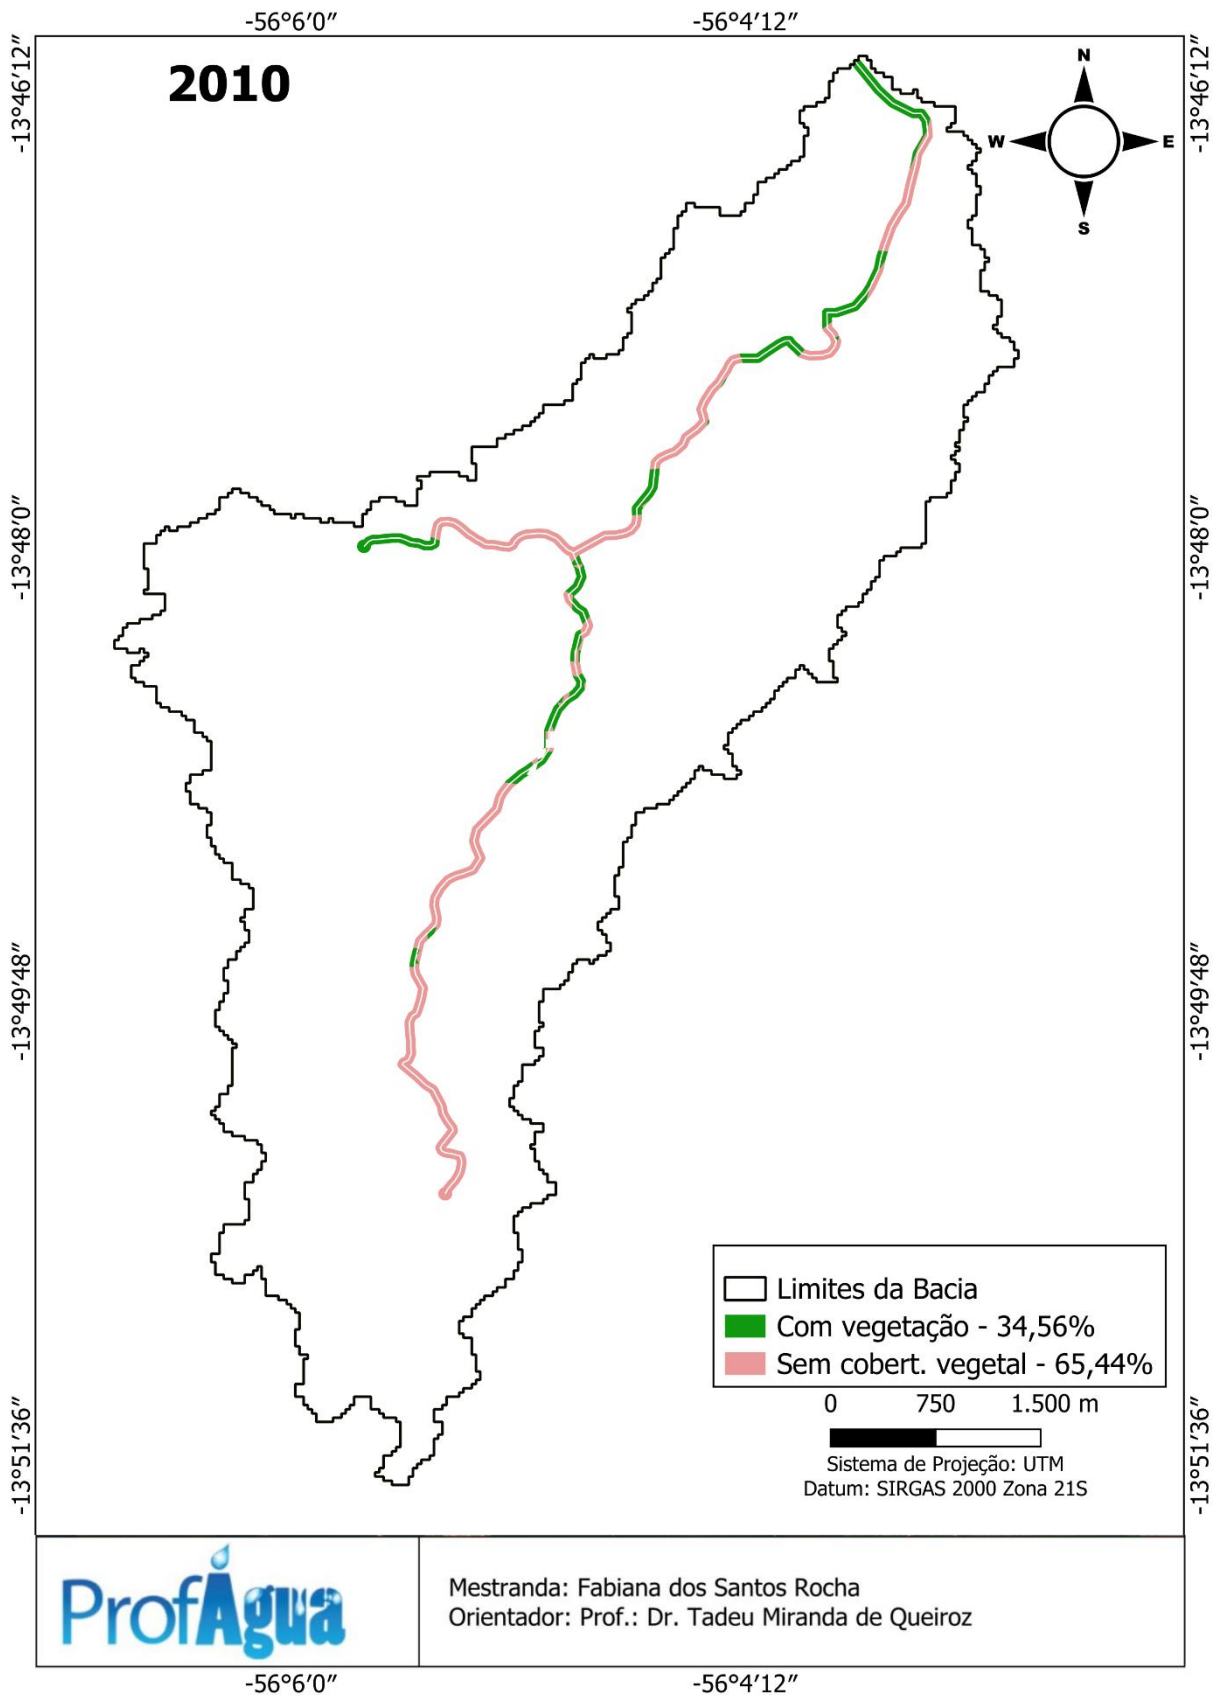 -56°6′0″ -56°4′12″
2010
-13°46′12″
-13°46′12″
N
W E
S
-13°48′0″
-13°48′0″
-13°49′48″
-13°49′48″
Limites da Bacia
Com vegetação - 34,56%
Sem cobert. vegetal - 65,44%
0 750 1.500 m
Sistema de Projeção: UTM
Datum: SIRGAS 2000 Zona 21S
-13°51′36″
-13°51′36″
ProfÁgua
Mestranda: Fabiana dos Santos Rocha
Orientador: Prof.: Dr. Tadeu Miranda de Queiroz
-56°6′0″ -56°4′12″